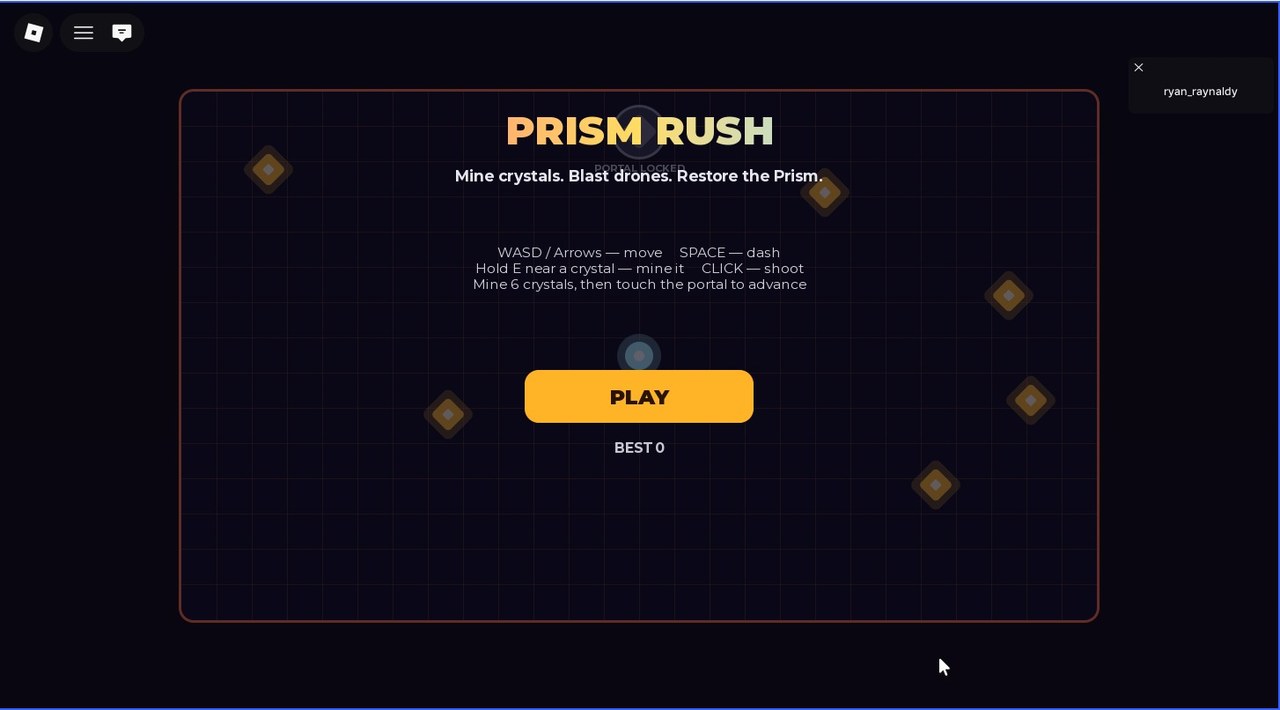 ryan_raynaldy
PRISM RUSH
PORTAL LOCKED
Mine crystals. Blast drones. Restore the Prism.
WASD / Arrows — move SPACE — dash
Hold E near a crystal — mine it CLICK — shoot
Mine 6 crystals, then touch the portal to advance
PLAY
BEST 0